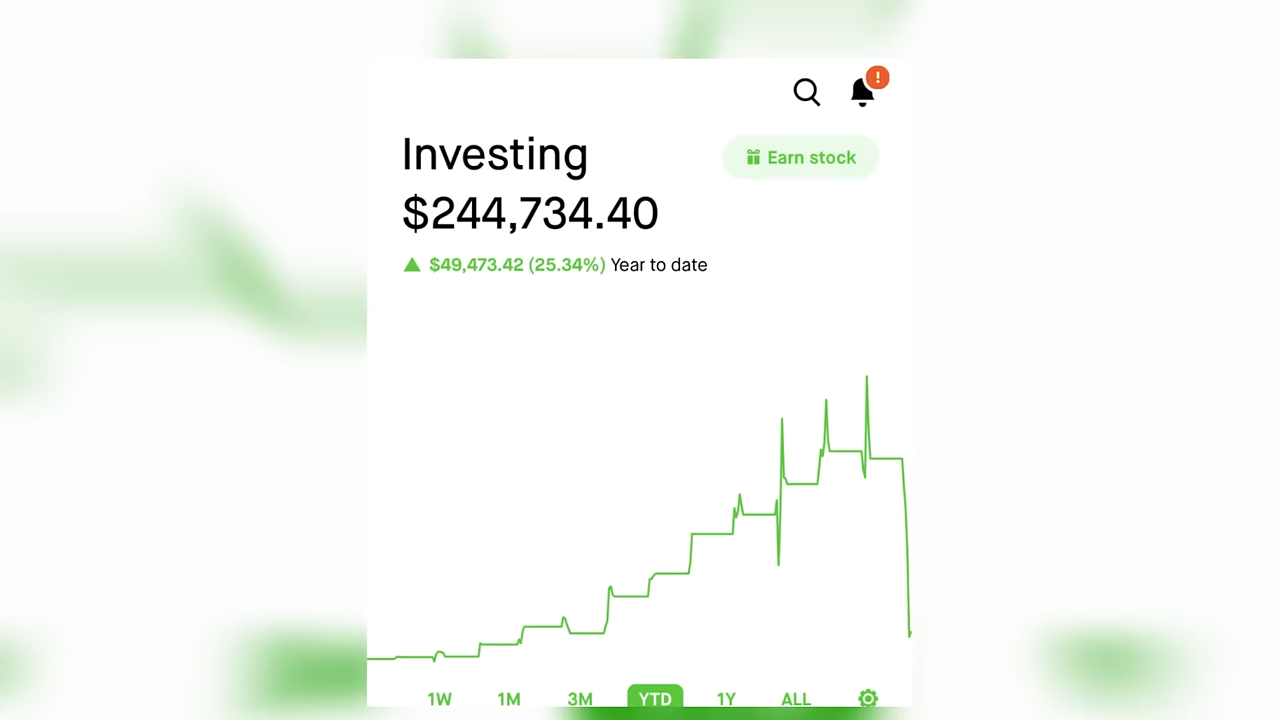 !
Investing
Earn stock
$244,734.40
▲ $49,473.42 (25.34%) Year to date
1W 1M 3M YTD 1Y ALL